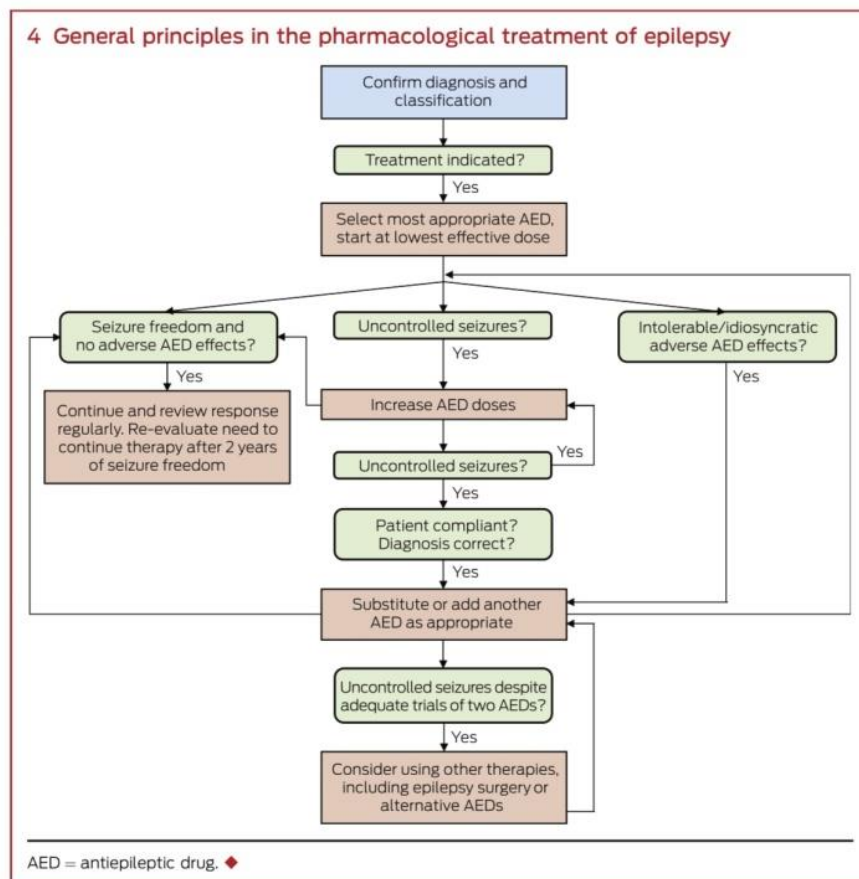 4 General principles in the pharmacological treatment of epilepsy
Confirm diagnosis and
classification
Treatment indicated?
Yes
Select most appropriate AED,
start at lowest effective dose
Seizure freedom and
no adverse AED effects?
Yes
Continue and review response
regularly. Re-evaluate need to
continue therapy after 2 years
of seizure freedom
Uncontrolled seizures?
Yes
Increase AED doses
Uncontrolled seizures?
Yes
Yes
Patient compliant?
Diagnosis correct?
Yes
Intolerable/idiosyncratic
adverse AED effects?
Yes
Substitute or add another
AED as appropriate
Uncontrolled seizures despite
adequate trials of two AEDs?
Yes
Consider using other therapies,
including epilepsy surgery or
alternative AEDs
AED = antiepileptic drug. ◆